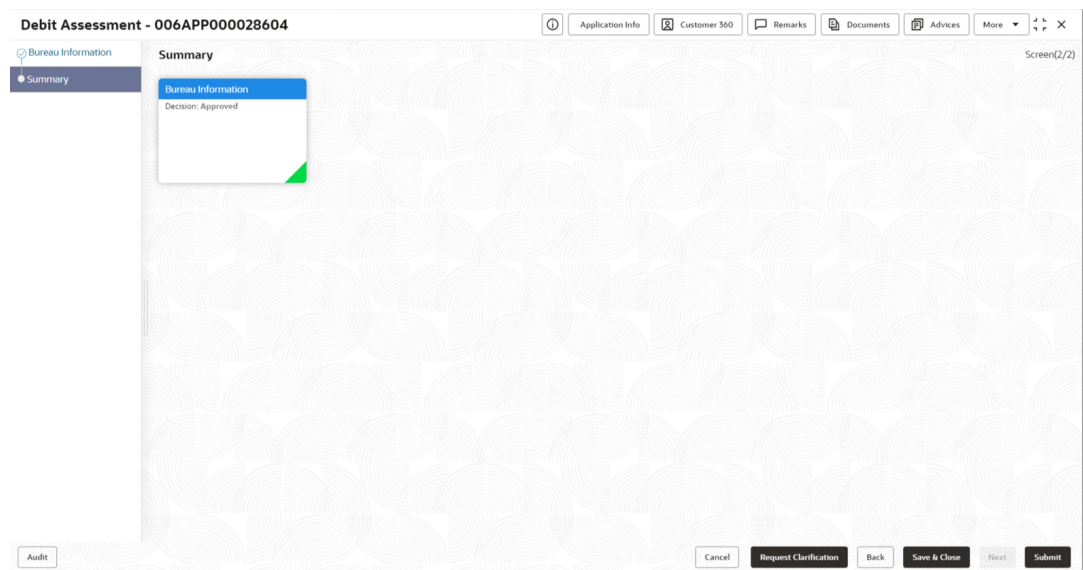 Debit Assessment - 006APP000028604
Application Info
Customer 360
Remarks
Documents
Advices
More
Bureau Information
Summary
Summary
Screen(2/2)
Bureau Information
Decision: Approved
Audit
Cancel
Request Clarification
Back
Save & Close
Next
Submit